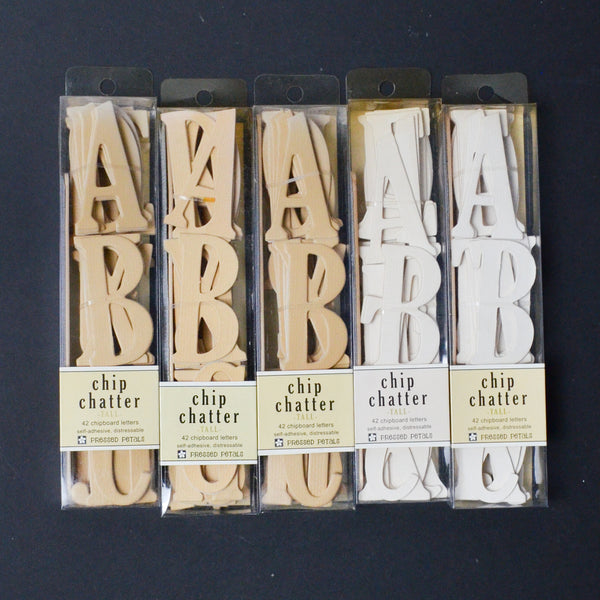 A
B
C
chip
chatter
-TALL-
42 chipboard letters
self-adhesive, distressable
PRESSED PETALS
A
B
C
chip
chatter
-TALL-
42 chipboard letters
self-adhesive, distressable
PRESSED PETALS
A
B
C
chip
chatter
-TALL-
42 chipboard letters
self-adhesive, distressable
PRESSED PETALS
A
B
C
chip
chatter
-TALL-
42 chipboard letters
self-adhesive, distressable
PRESSED PETALS
A
B
C
chip
chatter
-TALL-
42 chipboard letters
self-adhesive, distressable
PRESSED PETALS